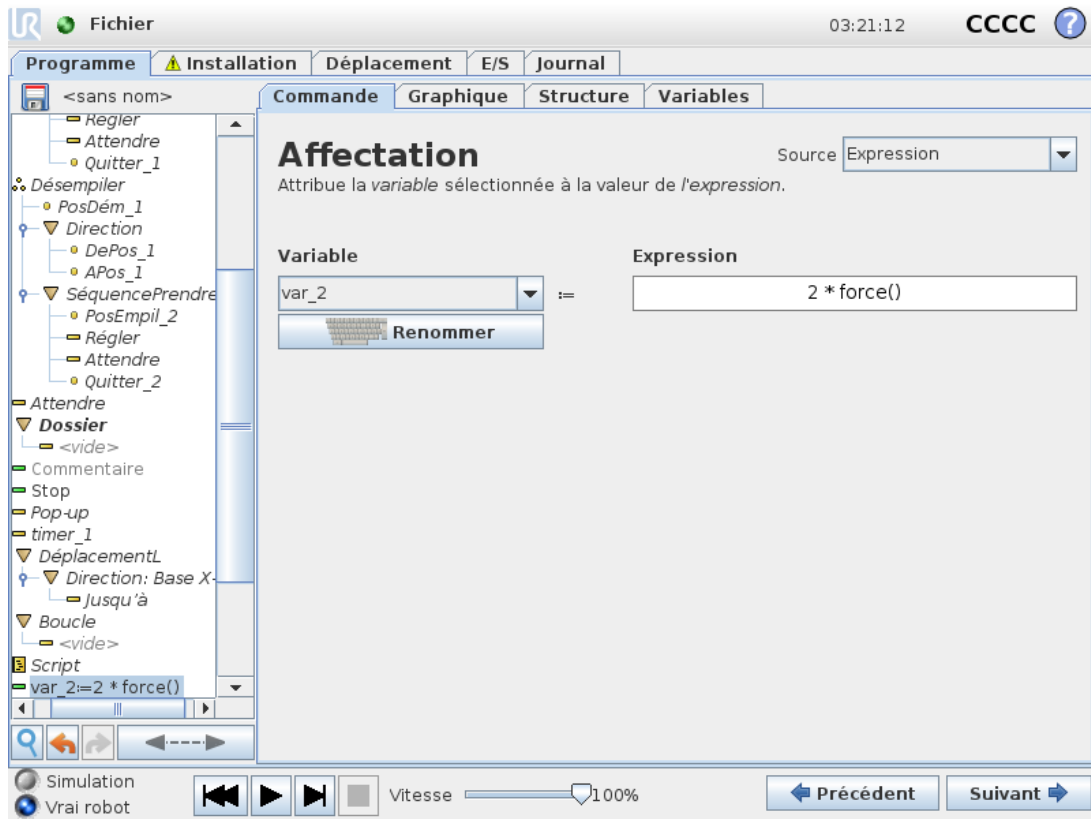 UR Fichier 03:21:12 CCCC ?
Programme Installation Déplacement E/S Journal
<sans nom>
Commande Graphique Structure Variables
Régler
Attendre
Quitter_1
Désempiler
PosDém_1
Direction
DePos_1
APos_1
SéquencePrendre
PosEmpil_2
Régler
Attendre
Quitter_2
Attendre
Dossier
<vide>
Commentaire
Stop
Pop-up
timer_1
DéplacementL
Direction: Base X-
Jusqu'à
Boucle
<vide>
Script
var_2:=2 * force()
Affectation
Source Expression
Attribue la variable sélectionnée à la valeur de l'expression.
Variable Expression
var_2 := 2 * force()
Renommer
Simulation
Vrai robot
Vitesse 100%
Précédent Suivant